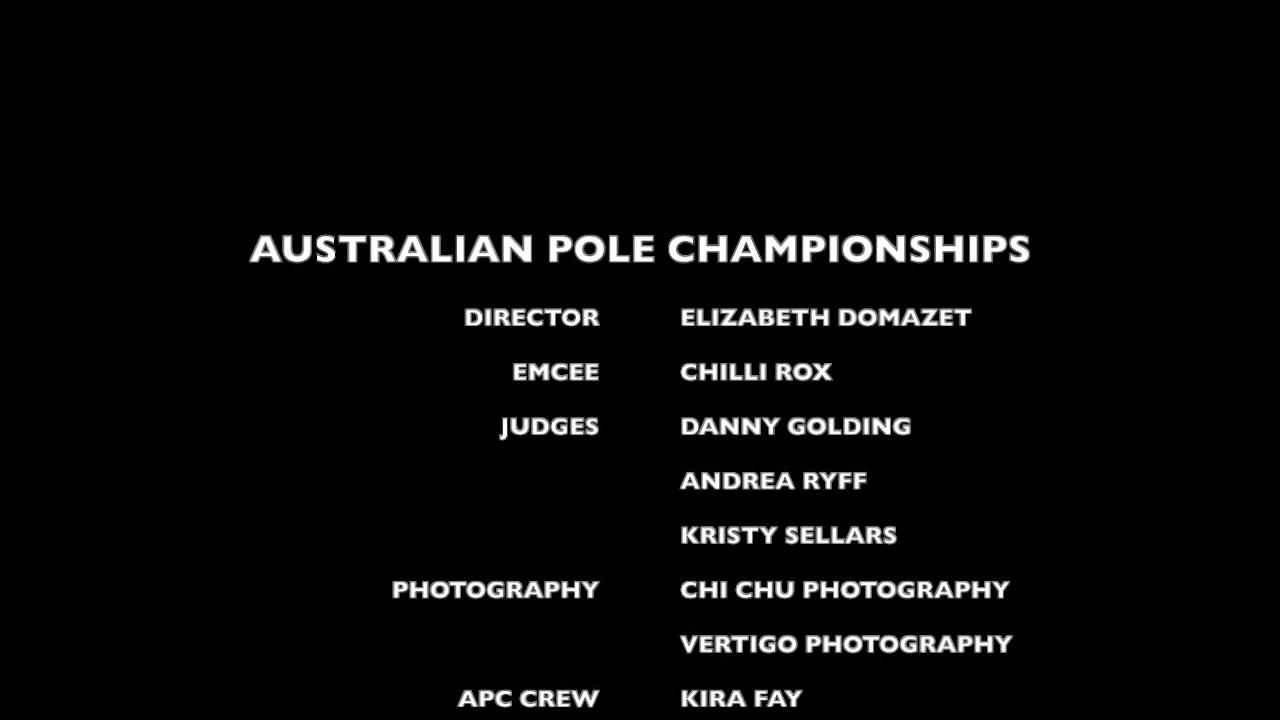 AUSTRALIAN POLE CHAMPIONSHIPS
DIRECTOR ELIZABETH DOMAZET
EMCEE CHILLI ROX
JUDGES DANNY GOLDING
ANDREA RYFF
KRISTY SELLARS
PHOTOGRAPHY CHI CHU PHOTOGRAPHY
VERTIGO PHOTOGRAPHY
APC CREW KIRA FAY